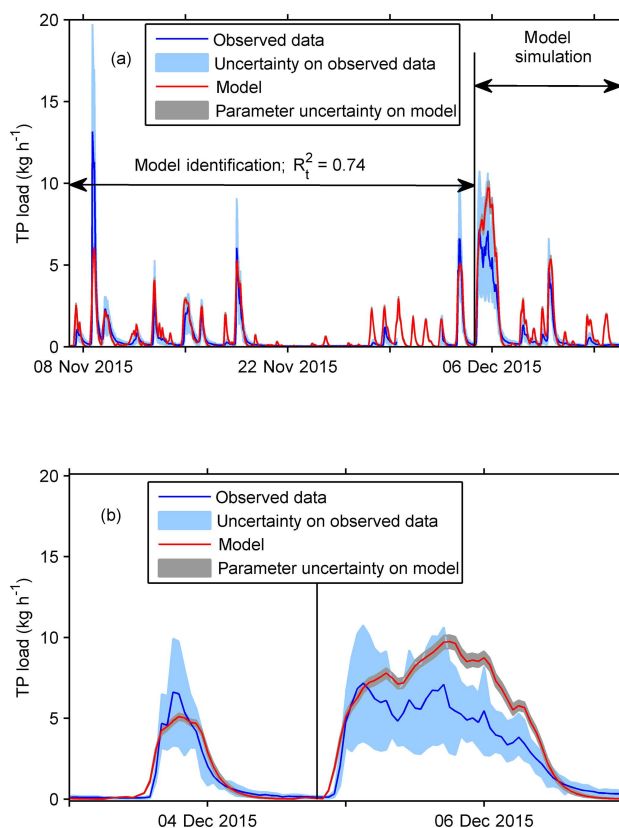 20
(a)
Observed data
Uncertainty on observed data
Model
Parameter uncertainty on model
Model
simulation
15
Model identification; R_t^2 = 0.74
10
TP load (kg h^-1)
5
0
08 Nov 2015
22 Nov 2015
06 Dec 2015
20
(b)
Observed data
Uncertainty on observed data
Model
Parameter uncertainty on model
15
10
TP load (kg h^-1)
5
0
04 Dec 2015
06 Dec 2015